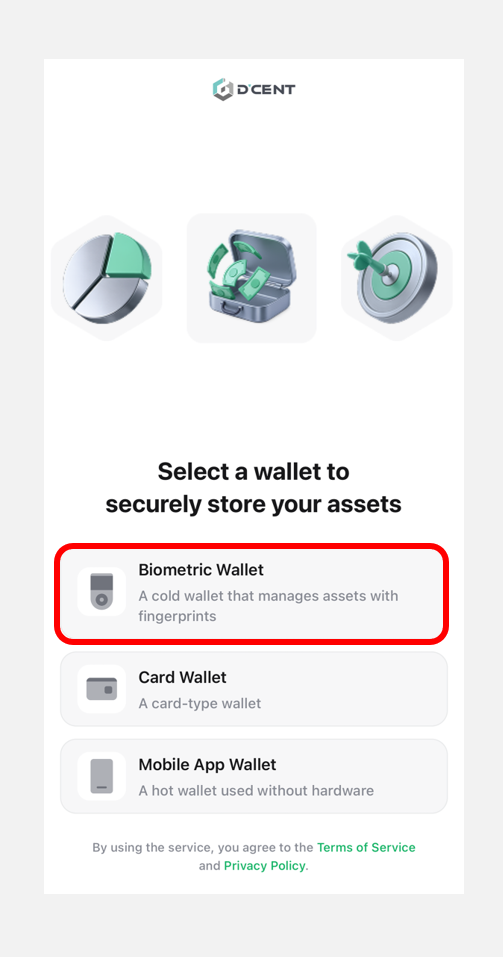 D'CENT
Select a wallet to
securely store your assets
Biometric Wallet
A cold wallet that manages assets with
fingerprints
Card Wallet
A card-type wallet
Mobile App Wallet
A hot wallet used without hardware
By using the service, you agree to the Terms of Service
and Privacy Policy.